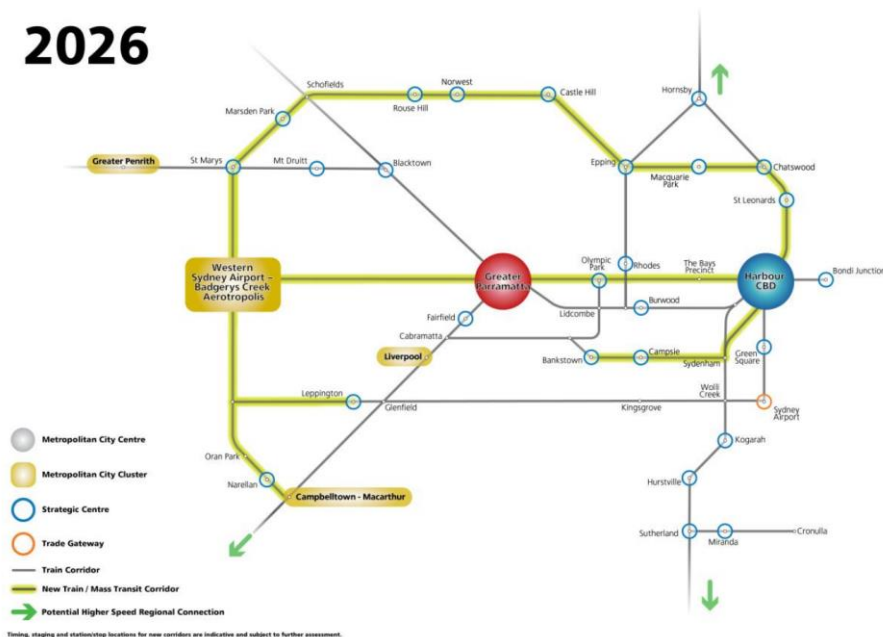 2026
Schofields
Norwest
Castle Hill
Hornsby
Marsden Park
Rouse Hill
Greater Penrith
St Marys
Mt Druitt
Blacktown
Epping
Macquarie
Park
Chatswood
St Leonards
Western
Sydney Airport –
Badgerys Creek
Aerotropolis
Greater
Parramatta
Olympic
Park
Rhodes
The Bays
Precinct
Harbour
CBD
Bondi Junction
Fairfield
Lidcombe
Burwood
Cabramatta
Liverpool
Bankstown
Campsie
Sydenham
Green
Square
Leppington
Glenfield
Kingsgrove
Wolli
Creek
Sydney
Airport
Kogarah
Oran Park
Narellan
Campbelltown - Macarthur
Hurstville
Sutherland
Miranda
Cronulla
Metropolitan City Centre
Metropolitan City Cluster
Strategic Centre
Trade Gateway
Train Corridor
New Train / Mass Transit Corridor
Potential Higher Speed Regional Connection
Timing, staging and station/stop locations for new corridors are indicative and subject to further assessment.